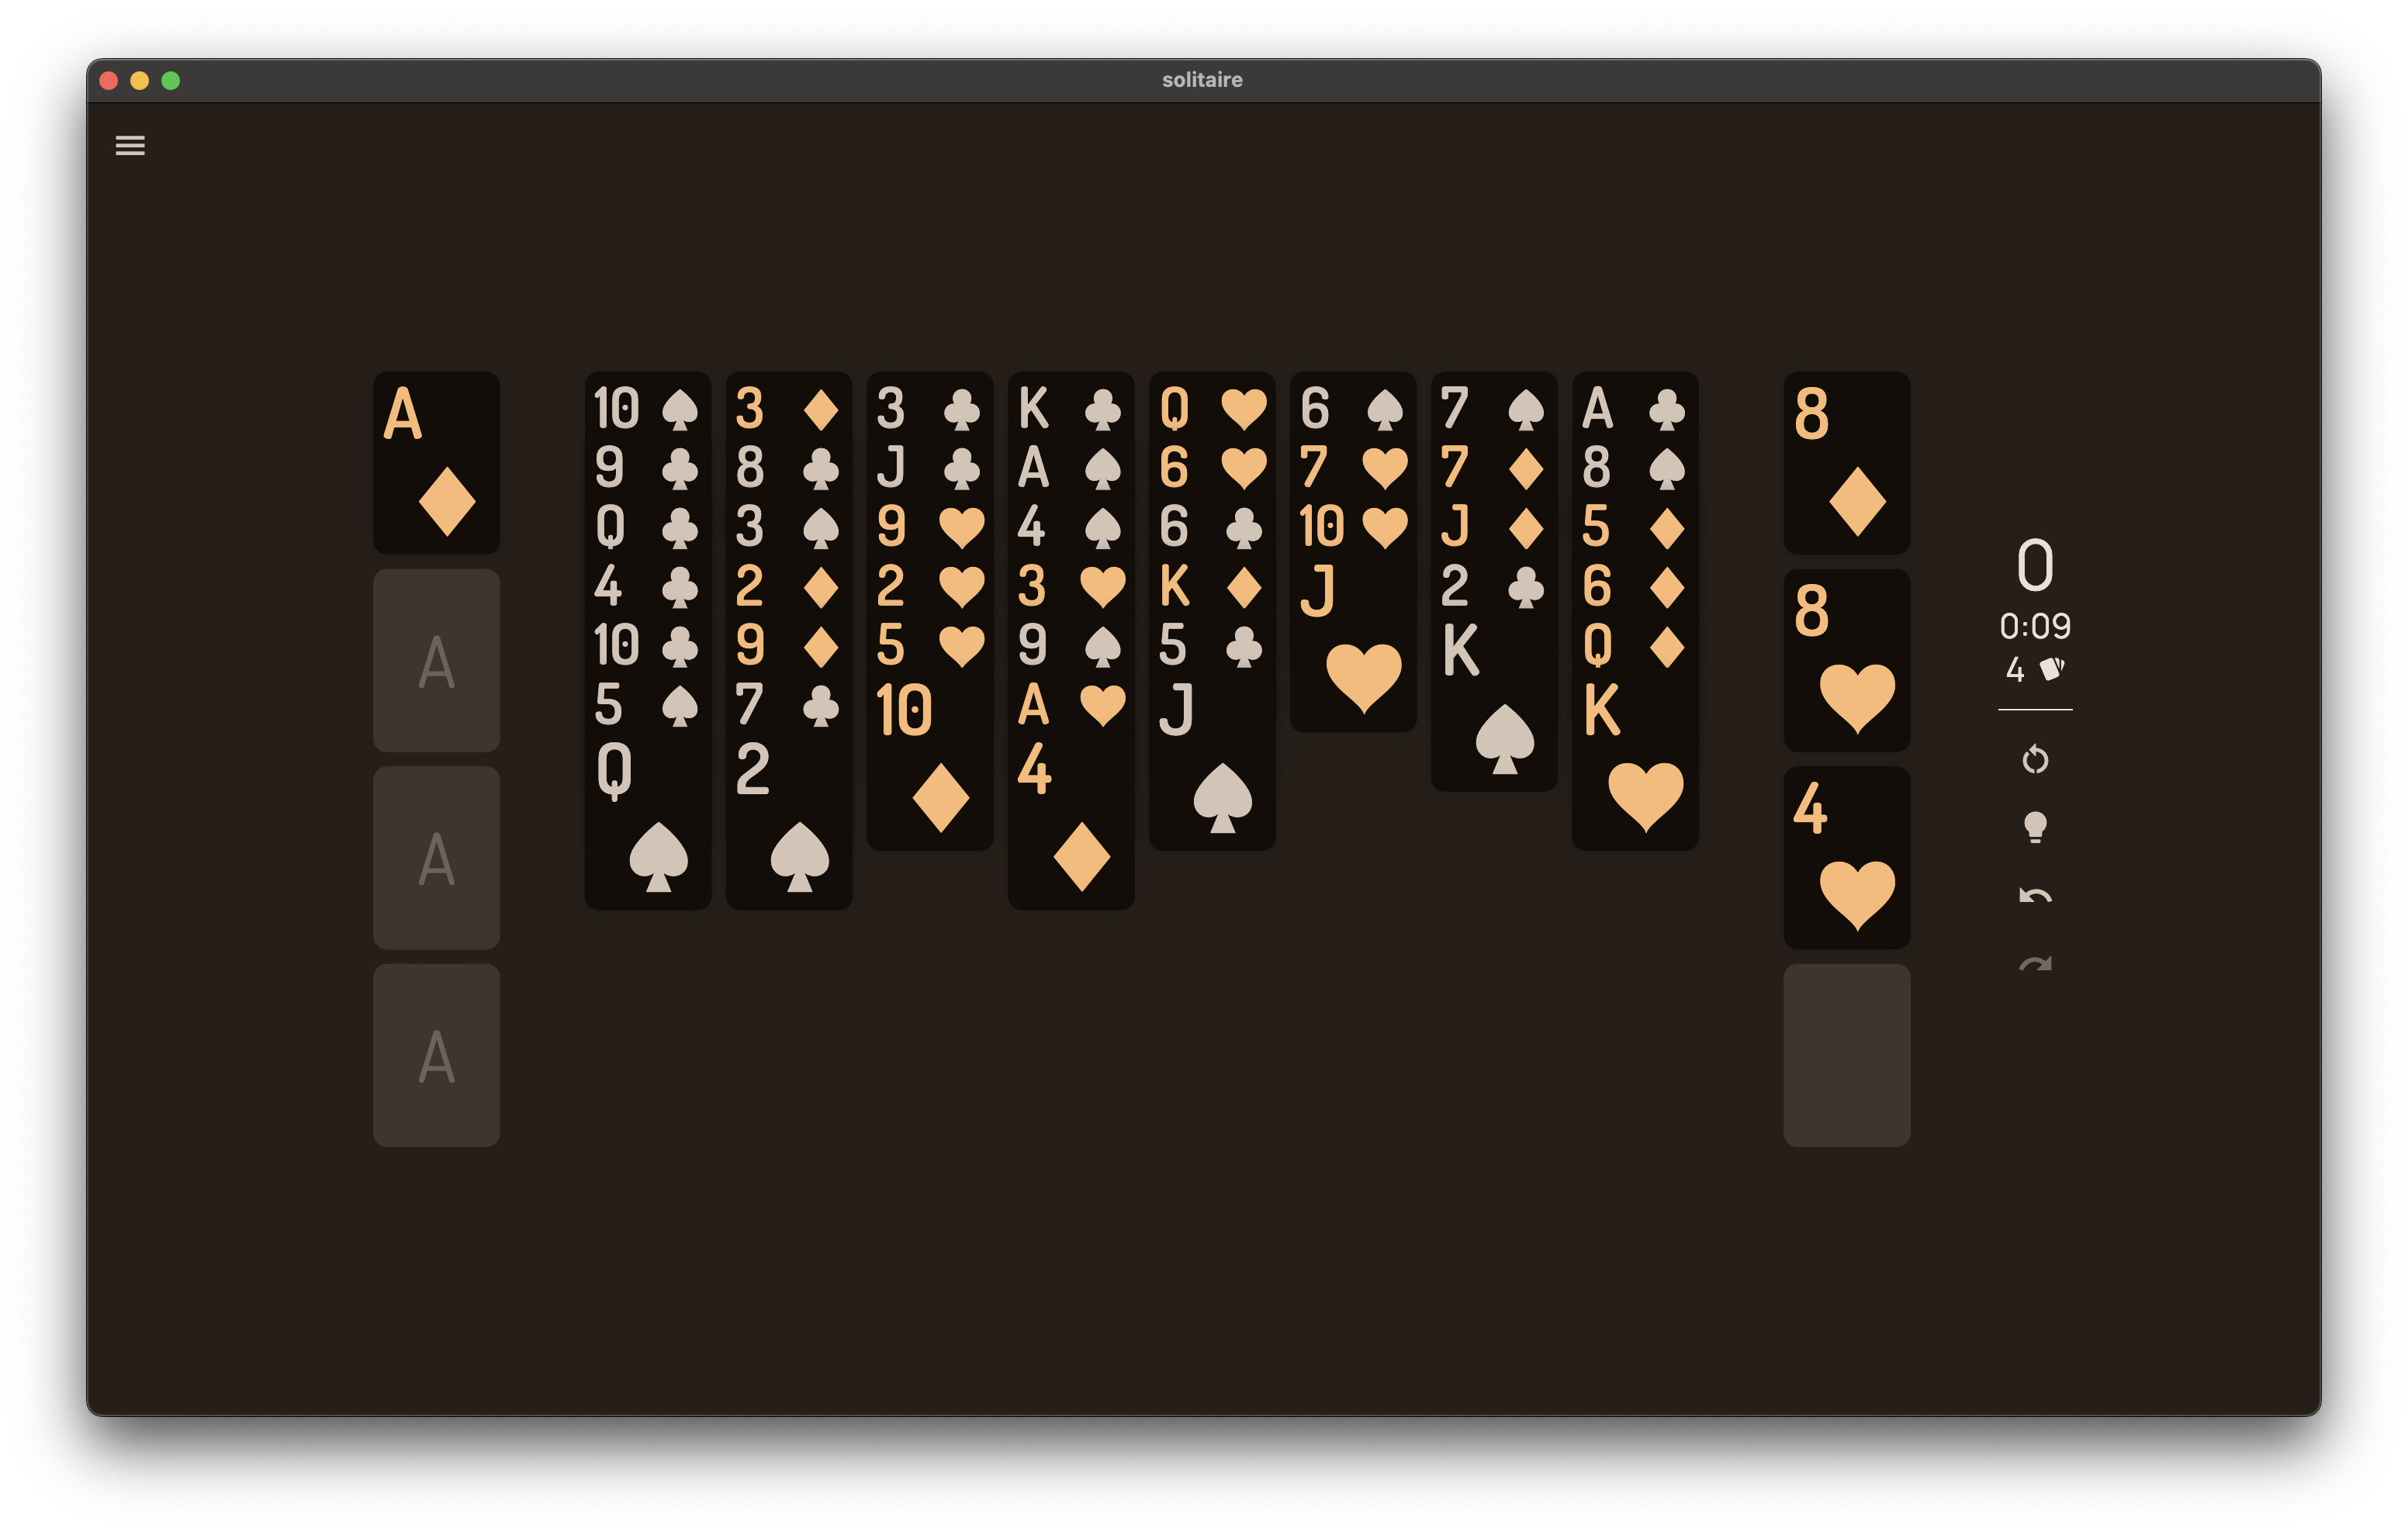 solitaire
A
A
A
A
10 3 3 K Q 6 7 A
9 8 J A 6 7 7 8
Q 3 9 4 6 10 J 5
4 2 2 3 K J 2 6
10 9 5 9 5 K Q
5 7 10 A J K
Q 2 4
8
8
4
0
0:09
4